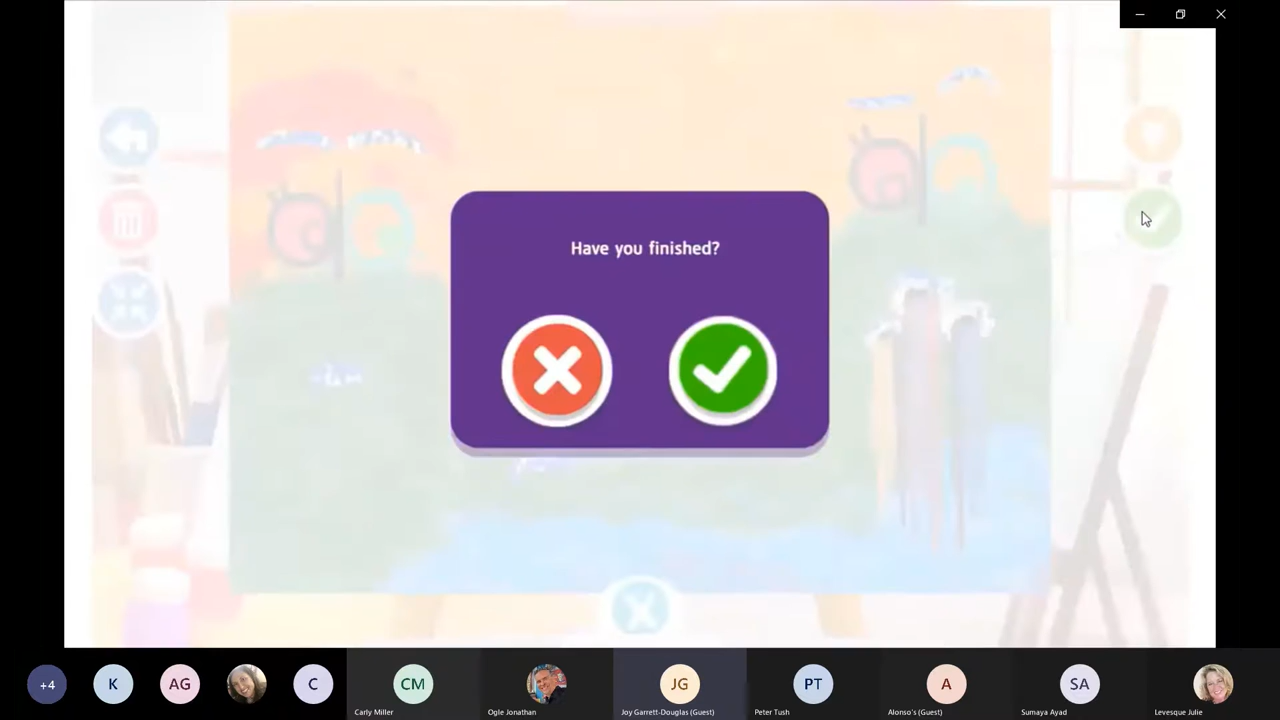 Have you finished?
+4
K
AG
C
CM
JG
PT
A
SA
Carly Miller
Ogle Jonathan
Joy Garrett-Douglas (Guest)
Peter Tush
Alonso's (Guest)
Sumaya Ayad
Levesque Julie